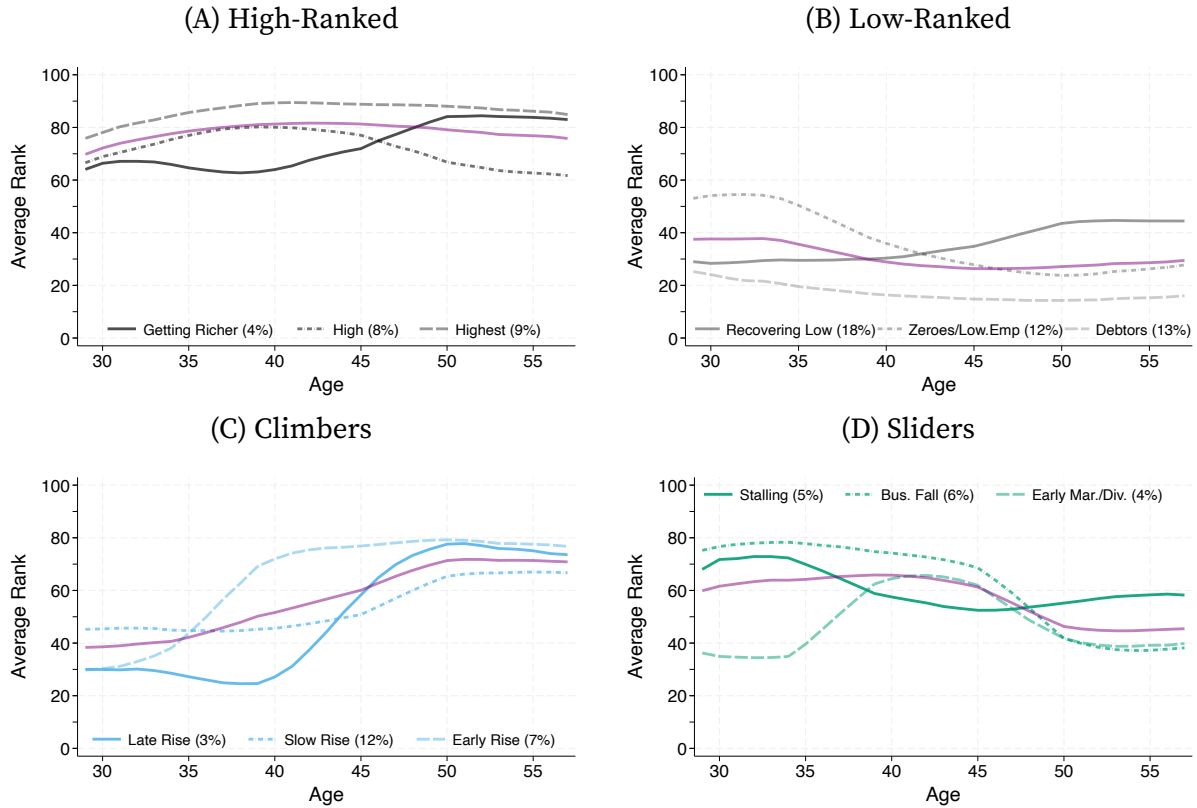 (A) High-Ranked
100
80
60
40
20
0
Average Rank
Getting Richer (4%) High (8%) Highest (9%)
30 35 40 45 50 55
Age
(B) Low-Ranked
100
80
60
40
20
0
Average Rank
Recovering Low (18%) Zeroes/Low.Emp (12%) Debtors (13%)
30 35 40 45 50 55
Age
(C) Climbers
100
80
60
40
20
0
Average Rank
Late Rise (3%) Slow Rise (12%) Early Rise (7%)
30 35 40 45 50 55
Age
(D) Sliders
Stalling (5%) Bus. Fall (6%) Early Mar./Div. (4%)
100
80
60
40
20
0
Average Rank
30 35 40 45 50 55
Age